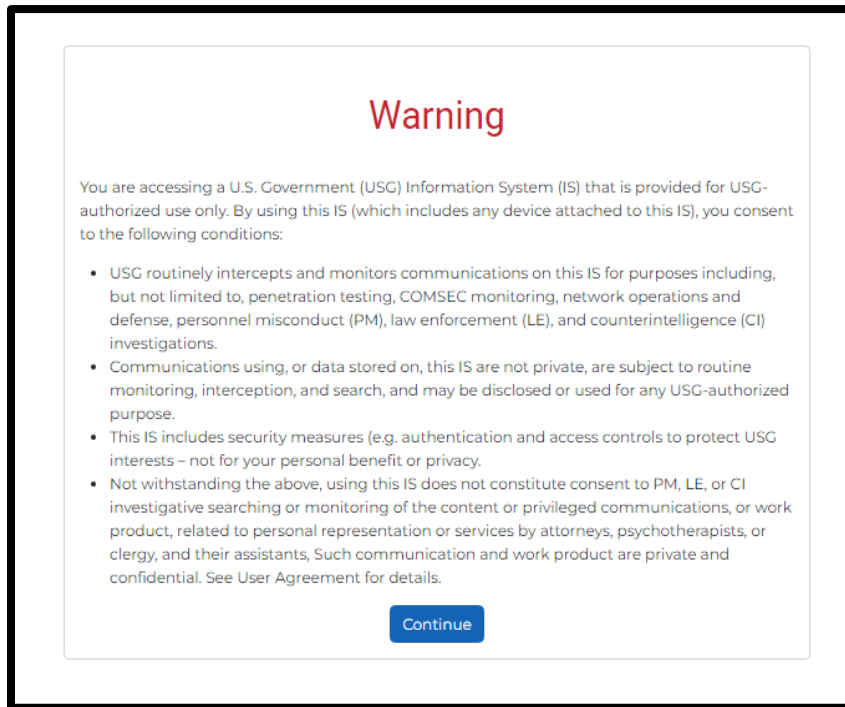 Warning
You are accessing a U.S. Government (USG) Information System (IS) that is provided for USG-
authorized use only. By using this IS (which includes any device attached to this IS), you consent
to the following conditions:
• USG routinely intercepts and monitors communications on this IS for purposes including,
but not limited to, penetration testing, COMSEC monitoring, network operations and
defense, personnel misconduct (PM), law enforcement (LE), and counterintelligence (CI)
investigations.
• Communications using, or data stored on, this IS are not private, are subject to routine
monitoring, interception, and search, and may be disclosed or used for any USG-authorized
purpose.
• This IS includes security measures (e.g. authentication and access controls to protect USG
interests – not for your personal benefit or privacy.
• Not withstanding the above, using this IS does not constitute consent to PM, LE, or CI
investigative searching or monitoring of the content or privileged communications, or work
product, related to personal representation or services by attorneys, psychotherapists, or
clergy, and their assistants, Such communication and work product are private and
confidential. See User Agreement for details.
Continue